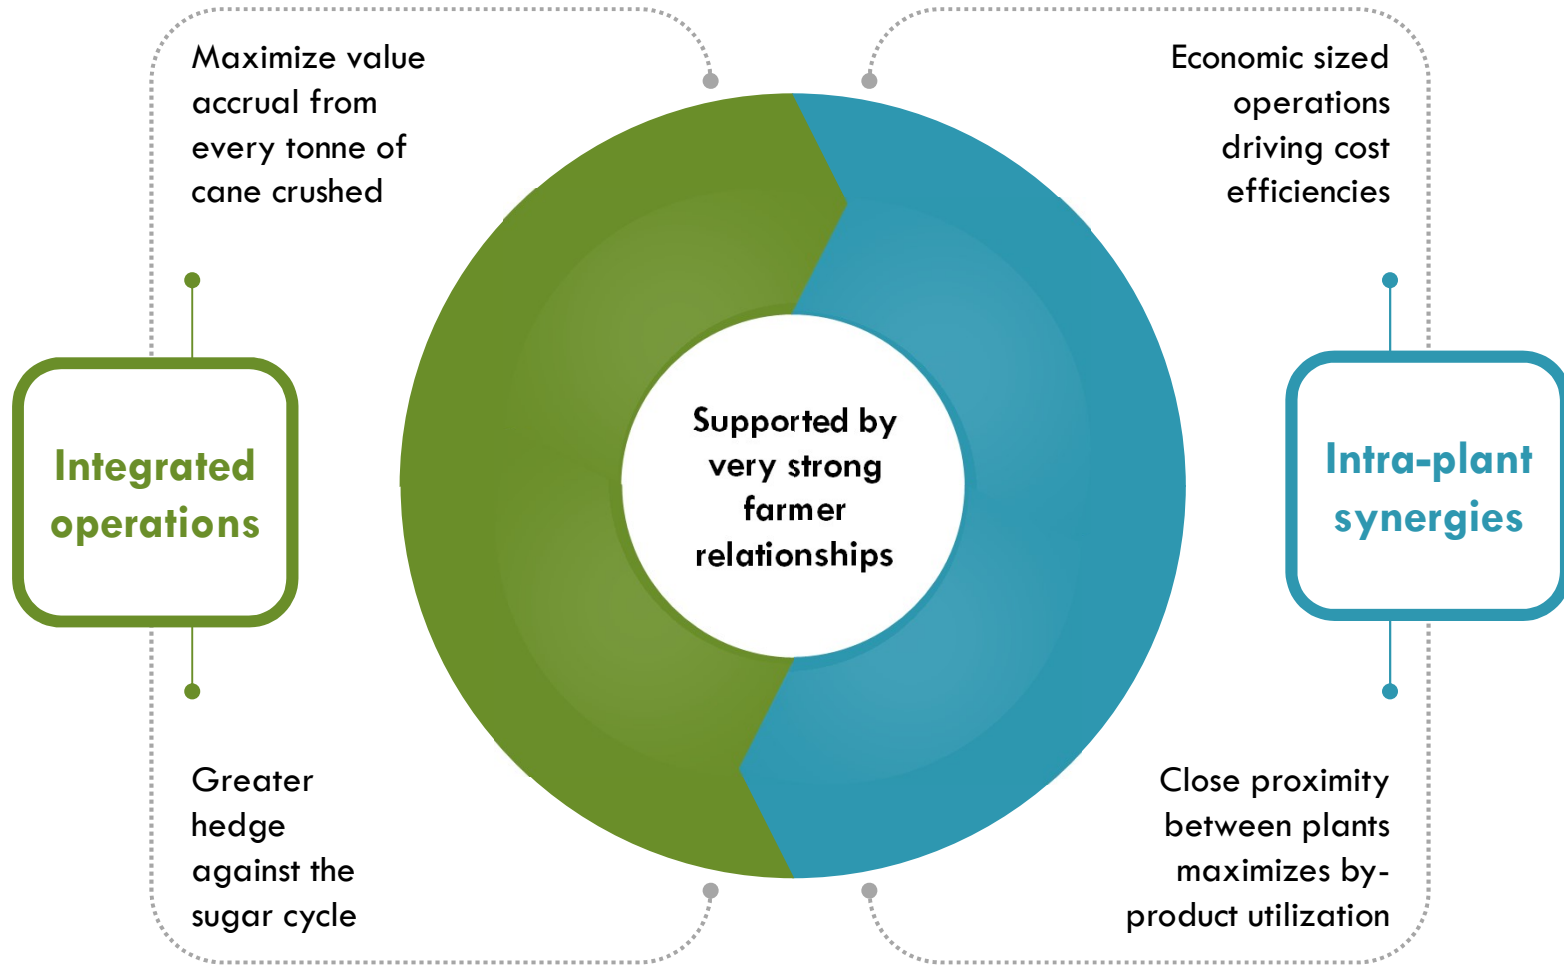 Maximize value
accrual from
every tonne of
cane crushed
Integrated
operations
Greater
hedge
against the
sugar cycle
Supported by
very strong
farmer
relationships
Economic sized
operations
driving cost
efficiencies
Intra-plant
synergies
Close proximity
between plants
maximizes by-
product utilization